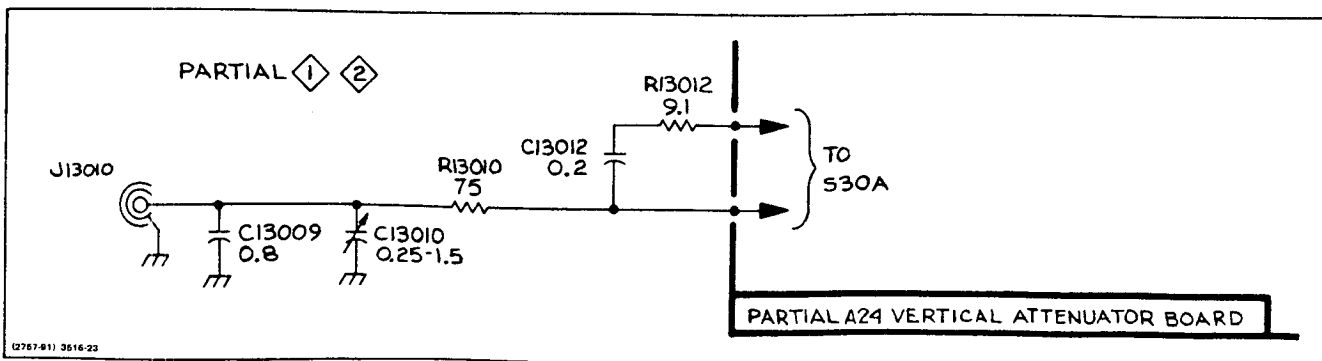 PARTIAL 1 2
R13012
9.1
J13010
C13012
0.2
R13010
75
TO
S30A
C13009
0.8
C13010
0.25-1.5
PARTIAL A24 VERTICAL ATTENUATOR BOARD
(2757-91) 3516-23